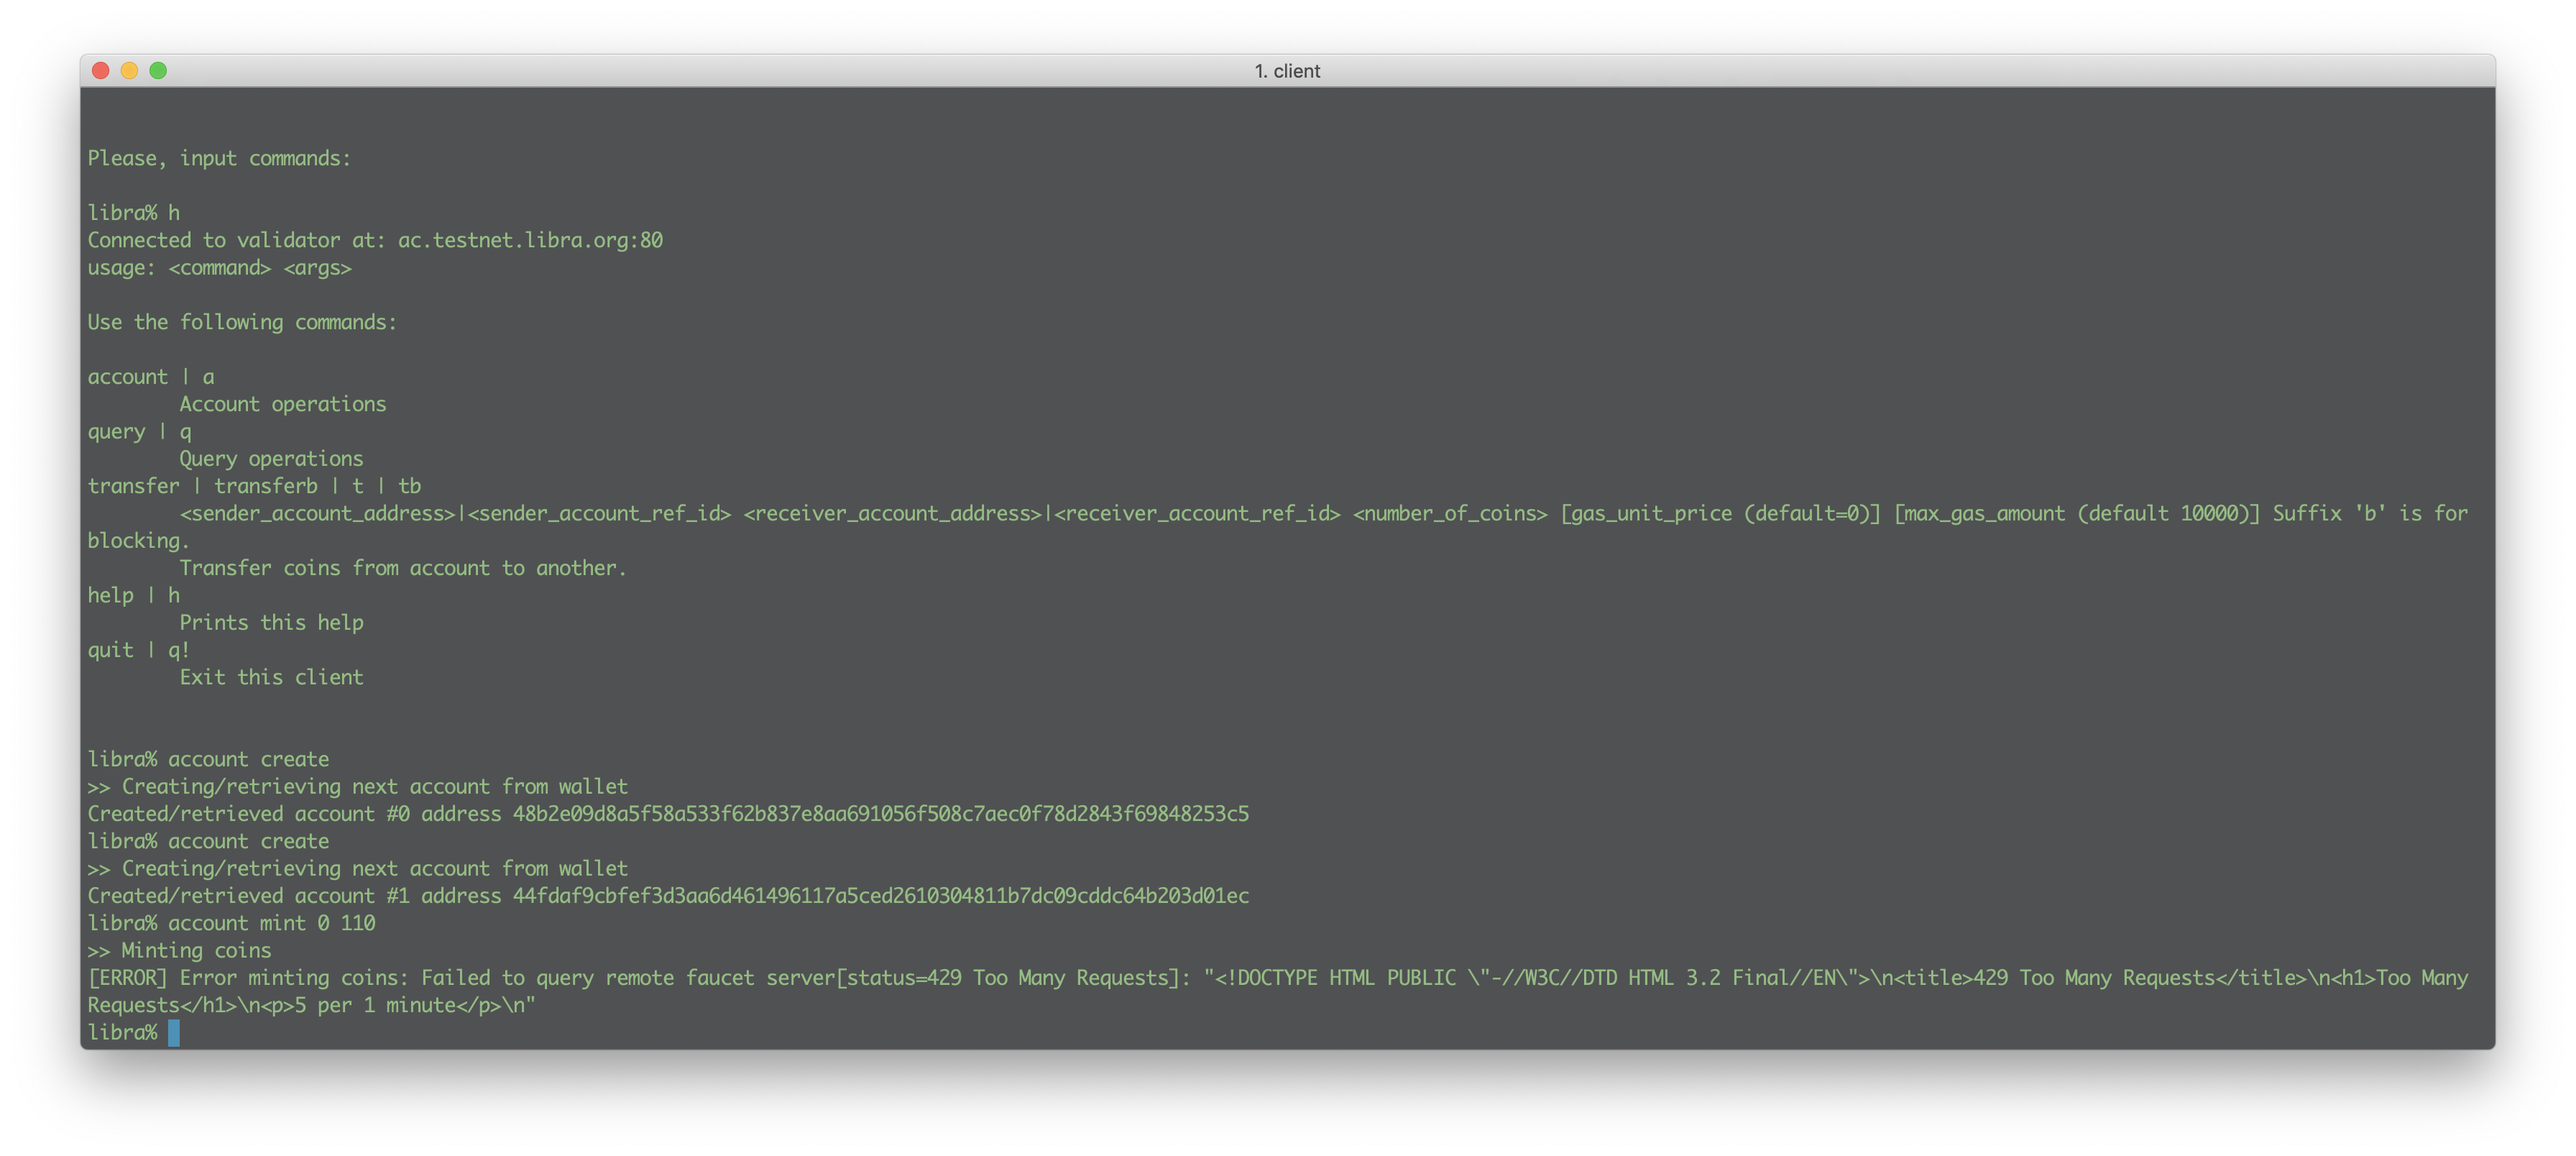 1. client
Please, input commands:
libra% h
Connected to validator at: ac.testnet.libra.org:80
usage: <command> <args>
Use the following commands:
account | a
Account operations
query | q
Query operations
transfer | transferb | t | tb
<sender_account_address>|<sender_account_ref_id> <receiver_account_address>|<receiver_account_ref_id> <number_of_coins> [gas_unit_price (default=0)] [max_gas_amount (default 10000)] Suffix 'b' is for
blocking.
Transfer coins from account to another.
help | h
Prints this help
quit | q!
Exit this client
libra% account create
>> Creating/retrieving next account from wallet
Created/retrieved account #0 address 48b2e09d8a5f58a533f62b837e8aa691056f508c7aec0f78d2843f69848253c5
libra% account create
>> Creating/retrieving next account from wallet
Created/retrieved account #1 address 44fdaf9cbfef3d3aa6d461496117a5ced2610304811b7dc09cddc64b203d01ec
libra% account mint 0 110
>> Minting coins
[ERROR] Error minting coins: Failed to query remote faucet server[status=429 Too Many Requests]: "<!DOCTYPE HTML PUBLIC \"-//W3C//DTD HTML 3.2 Final//EN\">\n<title>429 Too Many Requests</title>\n<h1>Too Many
Requests</h1>\n<p>5 per 1 minute</p>\n"
libra%